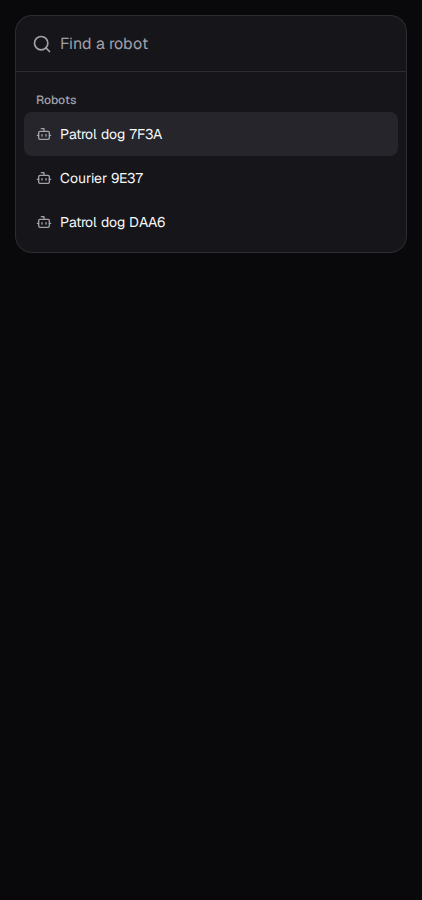 Find a robot
Robots
Patrol dog 7F3A
Courier 9E37
Patrol dog DAA6